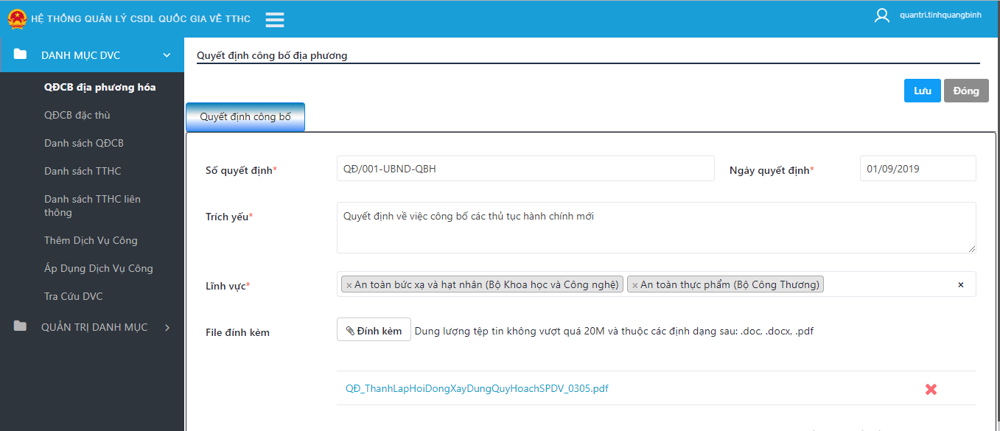 HỆ THỐNG QUẢN LÝ CSDL QUỐC GIA VỀ TTHC
quantri.tinhquangbinh
DANH MỤC DVC
QĐCB địa phương hóa
QĐCB đặc thù
Danh sách QĐCB
Danh sách TTHC
Danh sách TTHC liên
thông
Thêm Dịch Vụ Công
Áp Dụng Dịch Vụ Công
Tra Cứu DVC
QUẢN TRỊ DANH MỤC
Quyết định công bố địa phương
Lưu Đóng
Quyết định công bố
Số quyết định* QĐ/001-UBND-QBH Ngày quyết định* 01/09/2019
Trích yếu* Quyết định về việc công bố các thủ tục hành chính mới
Lĩnh vực* × An toàn bức xạ và hạt nhân (Bộ Khoa học và Công nghệ) × An toàn thực phẩm (Bộ Công Thương) ×
File đính kèm Đính kèm Dung lượng tệp tin không vượt quá 20M và thuộc các định dạng sau: .doc, .docx, .pdf
QĐ_ThanhLapHoiDongXayDungQuyHoachSPDV_0305.pdf